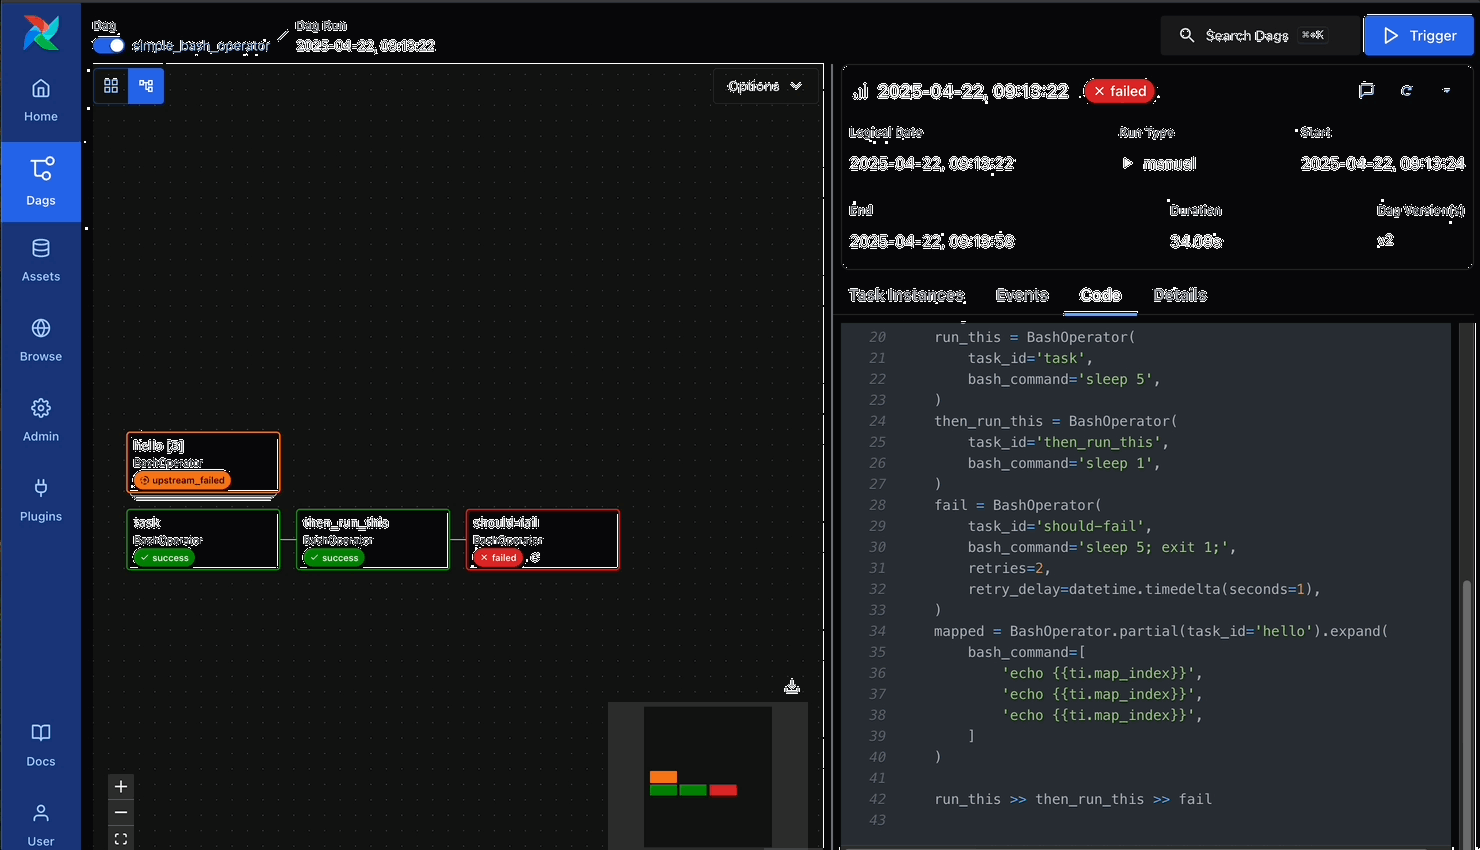 Dag
simple_bash_operator
Dag Run
2025-04-22, 09:13:22
Search Dags
⌘+K
Trigger
Home
Dags
Assets
Browse
Admin
Plugins
Docs
User
Options
hello [3]
BashOperator
upstream_failed
task
BashOperator
success
then_run_this
BashOperator
success
should-fail
BashOperator
failed
2025-04-22, 09:13:22
failed
Logical Date
2025-04-22, 09:13:22
Run Type
manual
Start
2025-04-22, 09:13:24
End
2025-04-22, 09:13:58
Duration
Dag Version(s)
v2
Task Instances
Events
Code
Details
20 run_this = BashOperator(
21 task_id='task',
22 bash_command='sleep 5',
23 )
24 then_run_this = BashOperator(
25 task_id='then_run_this',
26 bash_command='sleep 1',
27 )
28 fail = BashOperator(
29 task_id='should-fail',
30 bash_command='sleep 5; exit 1;',
31 retries=2,
32 retry_delay=datetime.timedelta(seconds=1),
33 )
34 mapped = BashOperator.partial(task_id='hello').expand(
35 bash_command=[
36 'echo {{ti.map_index}}',
37 'echo {{ti.map_index}}',
38 'echo {{ti.map_index}}',
39 ]
40 )
41
42 run_this >> then_run_this >> fail
43